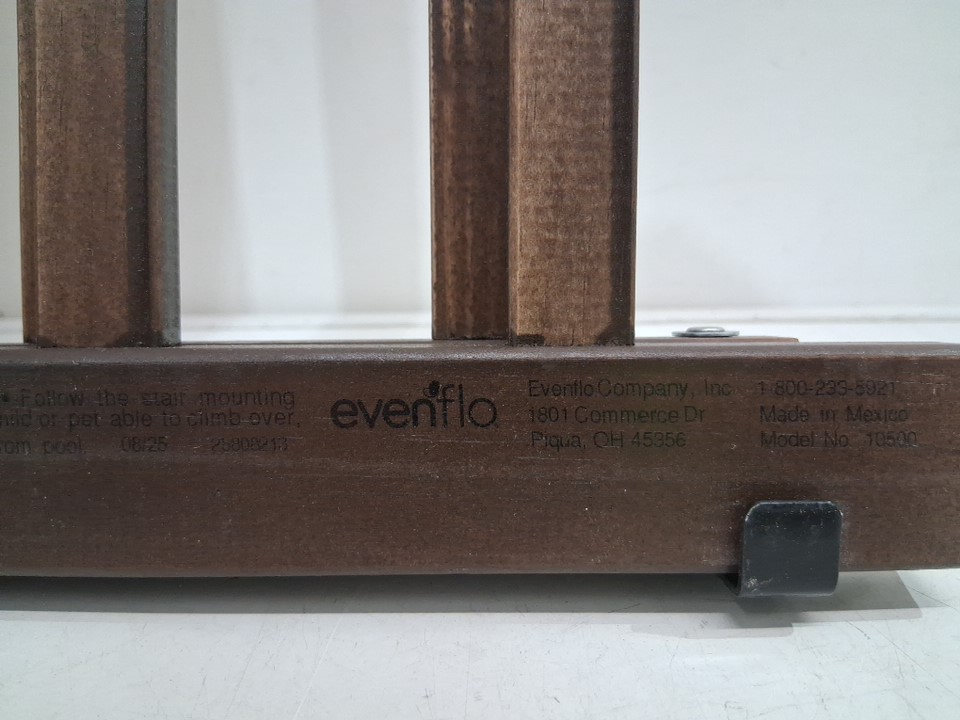 • Follow the stair mounting
child or pet able to climb over,
from pool. 08/25
evenflo
Evenflo Company, Inc
1801 Commerce Dr
Piqua, OH 45356
1-800-233-5921
Made in Mexico
Model No. 10500